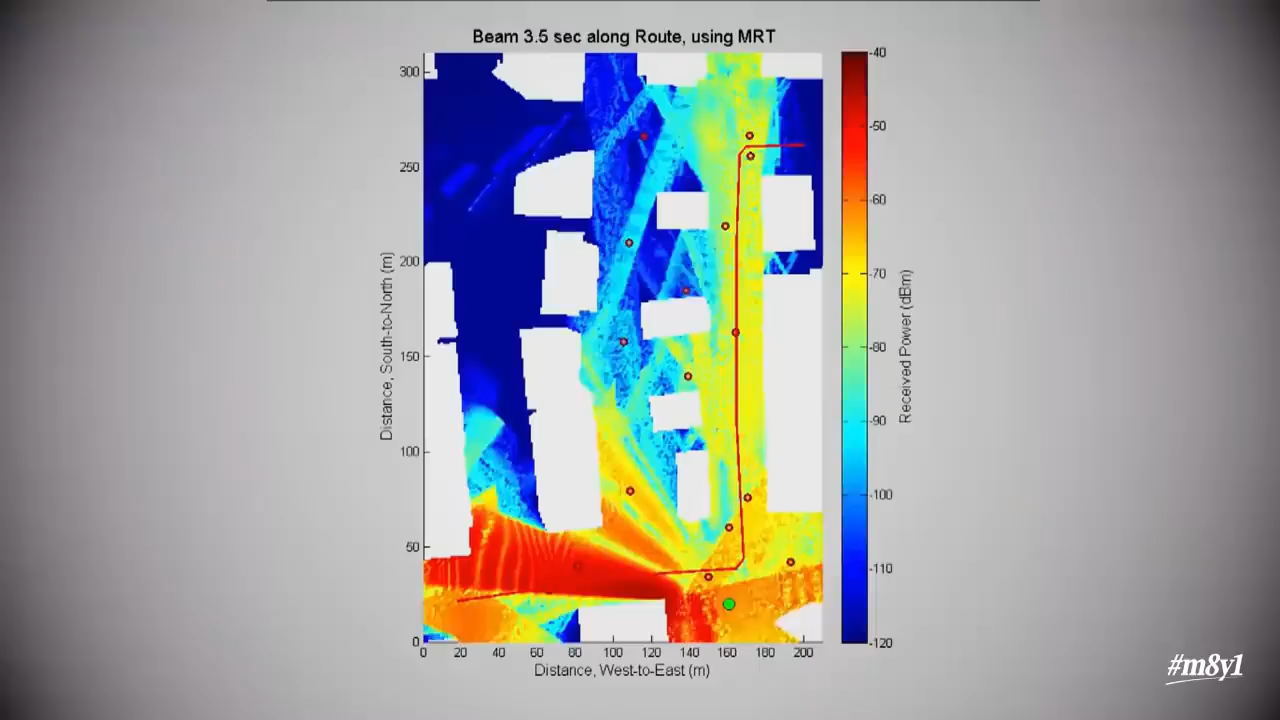 Beam 3.5 sec along Route, using MRT
300
250
200
150
100
50
0
Distance, South-to-North (m)
0 20 40 60 80 100 120 140 160 180 200
Distance, West-to-East (m)
-40
-50
-60
-70
-80
-90
-100
-110
-120
Received Power (dBm)
#m8y1